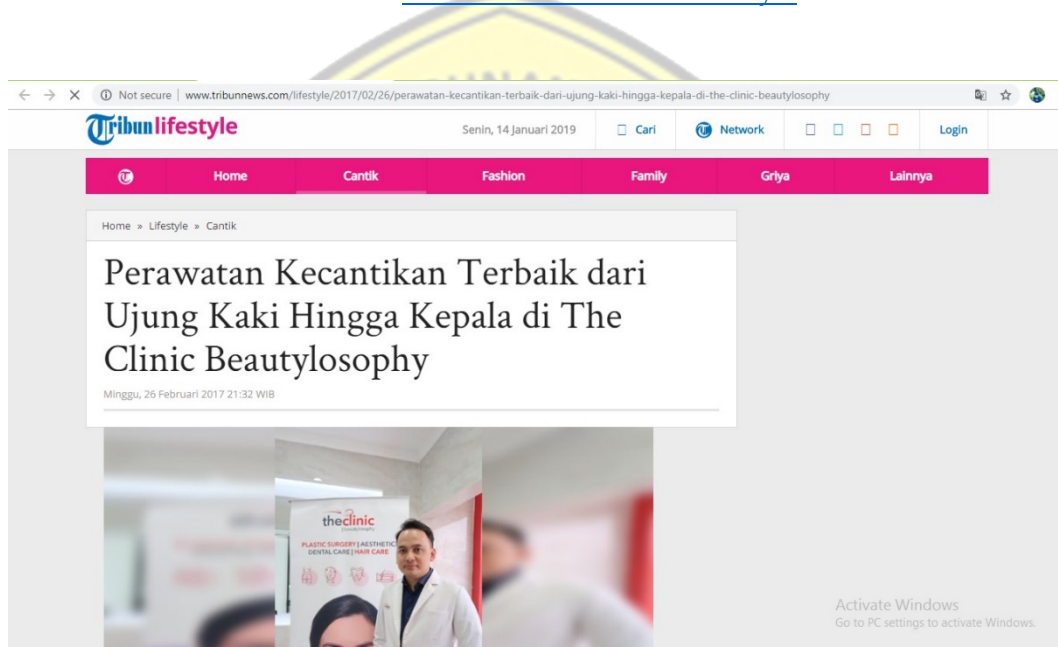 Not secure | www.tribunnews.com/lifestyle/2017/02/26/perawatan-kecantikan-terbaik-dari-ujung-kaki-hingga-kepala-di-the-clinic-beautylosophy
Tribunlifestyle
Senin, 14 Januari 2019
Cari
Network
Login
Home
Cantik
Fashion
Family
Griya
Lainnya
Home » Lifestyle » Cantik
Perawatan Kecantikan Terbaik dari
Ujung Kaki Hingga Kepala di The
Clinic Beautylosophy
Minggu, 26 Februari 2017 21:32 WIB
theclinic
PLASTIC SURGERY | AESTHETIC
DENTAL CARE | HAIR CARE
Activate Windows
Go to PC settings to activate Windows.